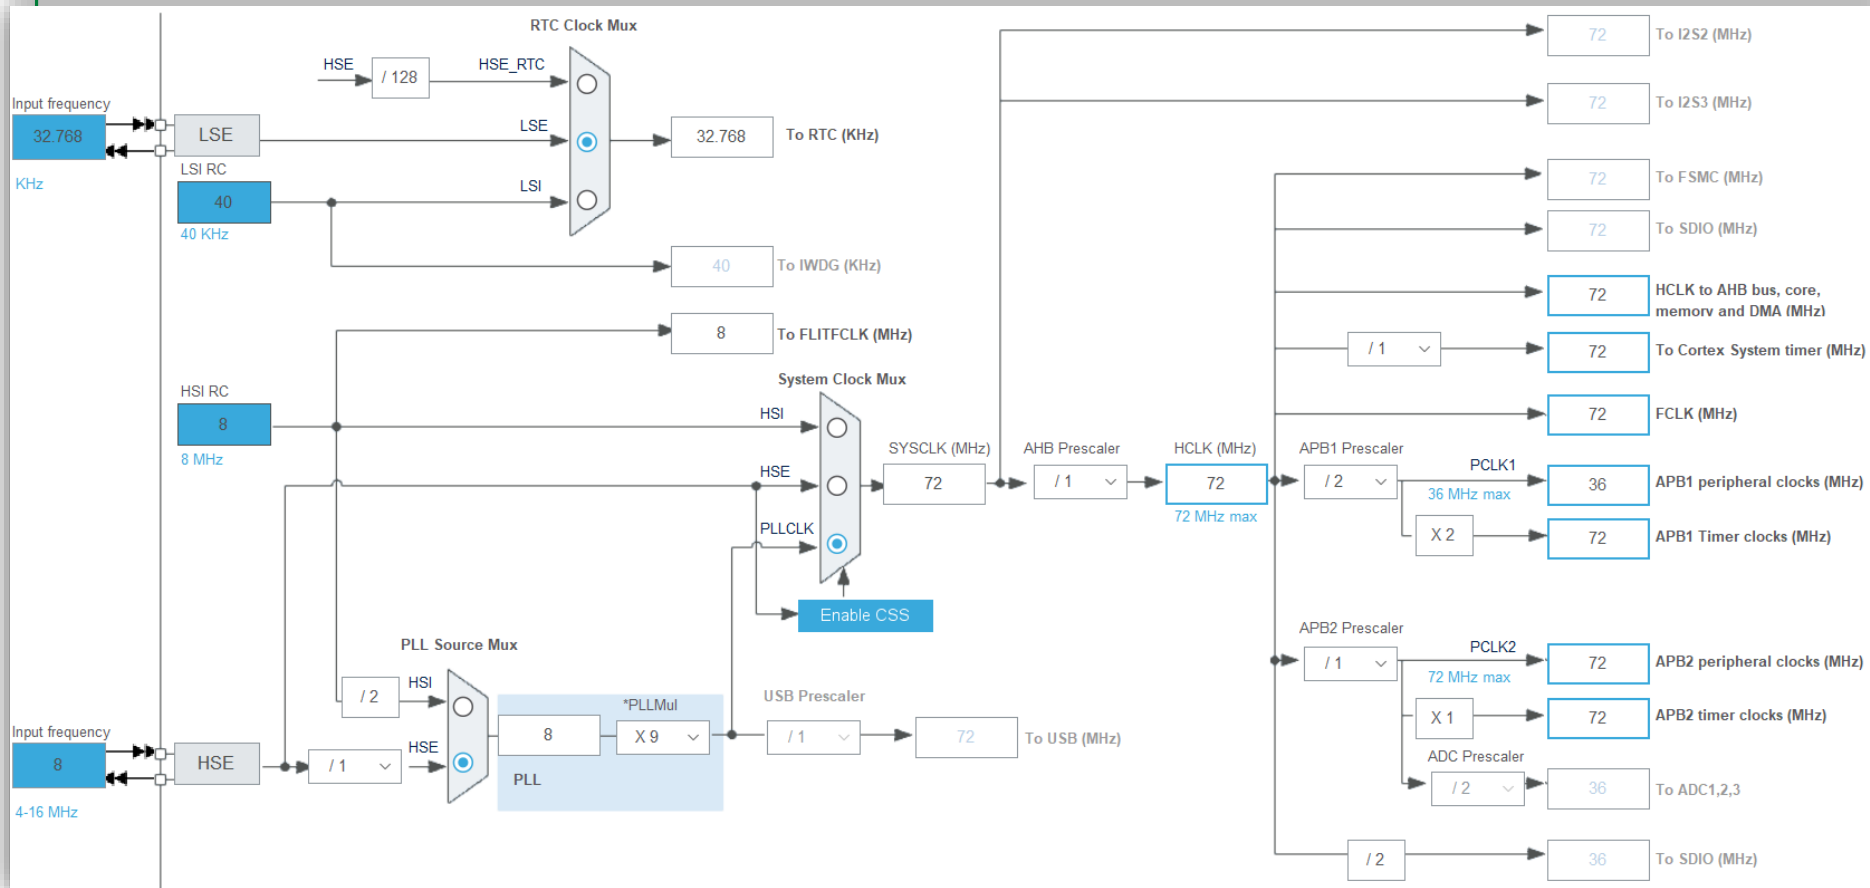 RTC Clock Mux
HSE
/ 128
HSE_RTC
72
To I2S2 (MHz)
Input frequency
32.768
KHz
LSE
LSE
32.768
To RTC (KHz)
72
To I2S3 (MHz)
LSI RC
40
40 KHz
LSI
40
To IWDG (KHz)
72
To FSMC (MHz)
72
To SDIO (MHz)
8
To FLITFCLK (MHz)
72
HCLK to AHB bus, core,
memory and DMA (MHz)
/ 1
72
To Cortex System timer (MHz)
System Clock Mux
HSI RC
8
8 MHz
HSI
HSE
PLLCLK
72
FCLK (MHz)
SYSCLK (MHz)
72
AHB Prescaler
/ 1
HCLK (MHz)
72
72 MHz max
APB1 Prescaler
/ 2
PCLK1
36 MHz max
36
APB1 peripheral clocks (MHz)
X 2
72
APB1 Timer clocks (MHz)
Enable CSS
PLL Source Mux
/ 2
HSI
HSE
*PLLMul
8
X 9
PLL
USB Prescaler
/ 1
72
To USB (MHz)
APB2 Prescaler
/ 1
PCLK2
72 MHz max
72
APB2 peripheral clocks (MHz)
X 1
72
APB2 timer clocks (MHz)
ADC Prescaler
/ 2
36
To ADC1,2,3
Input frequency
8
4-16 MHz
HSE
/ 1
/ 2
36
To SDIO (MHz)